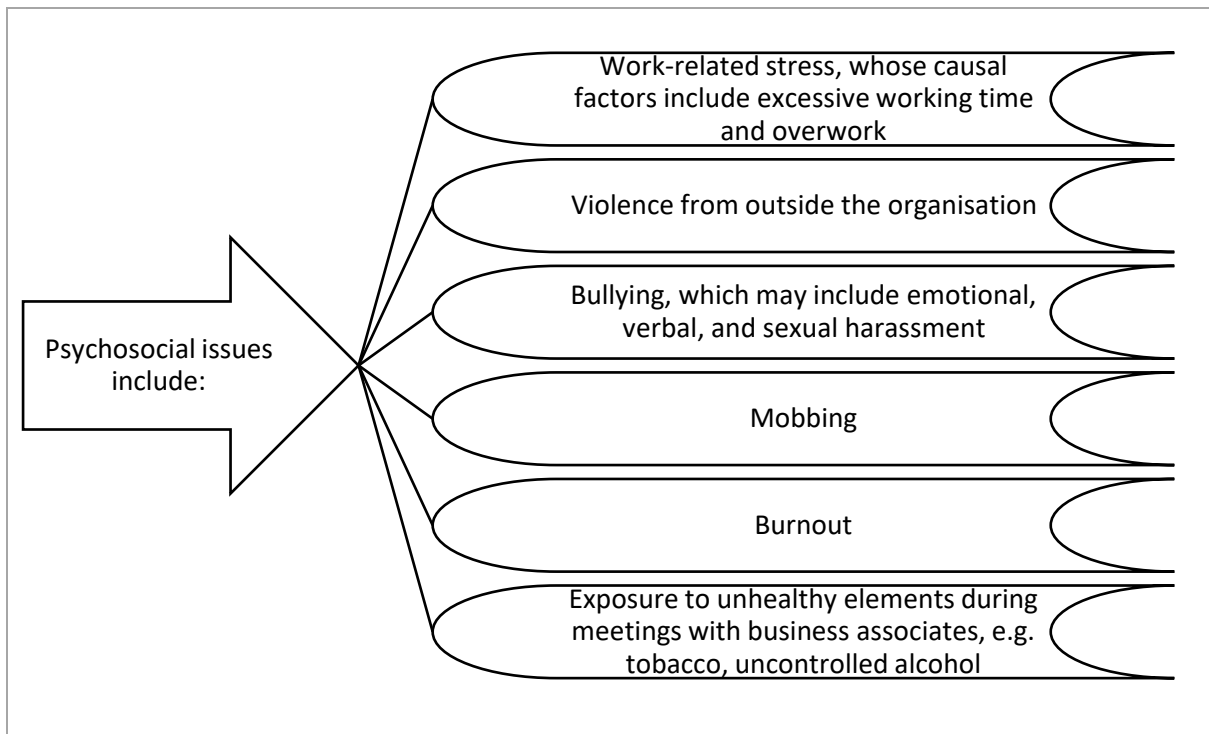 Work-related stress, whose causal
factors include excessive working time
and overwork
Violence from outside the organisation
Bullying, which may include emotional,
verbal, and sexual harassment
Psychosocial issues
include:
Mobbing
Burnout
Exposure to unhealthy elements during
meetings with business associates, e.g.
tobacco, uncontrolled alcohol